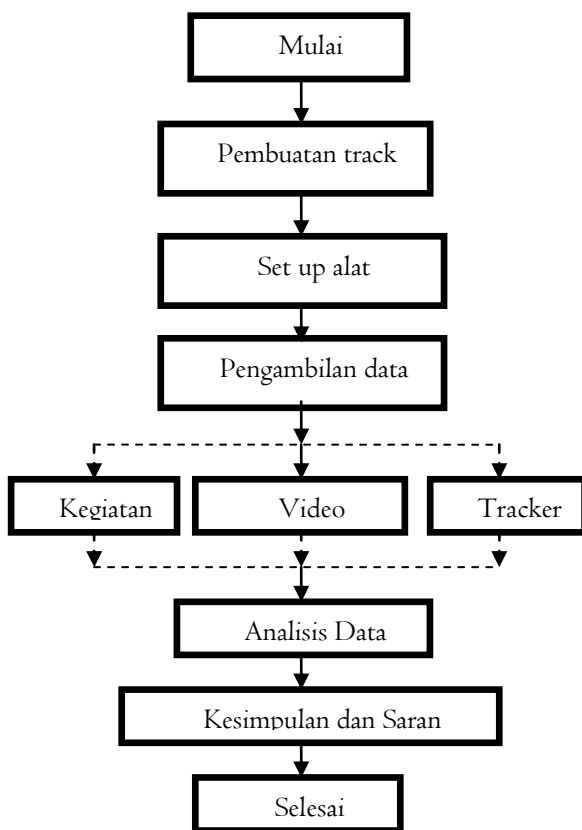 Mulai
Pembuatan track
Set up alat
Pengambilan data
Kegiatan
Video
Tracker
Analisis Data
Kesimpulan dan Saran
Selesai